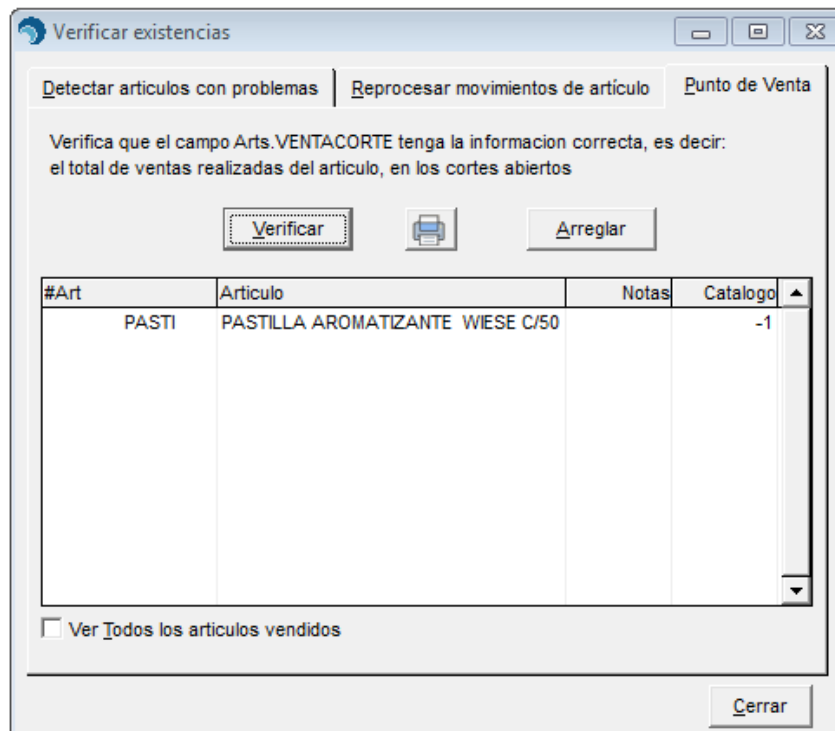 Verificar existencias
Detectar articulos con problemas
Reprocesar movimientos de artículo
Punto de Venta
Verifica que el campo Arts.VENTACORTE tenga la informacion correcta, es decir:
el total de ventas realizadas del articulo, en los cortes abiertos
Verificar
Arreglar
#Art Articulo Notas Catalogo
PASTI PASTILLA AROMATIZANTE WIESE C/50 -1
Ver Todos los articulos vendidos
Cerrar